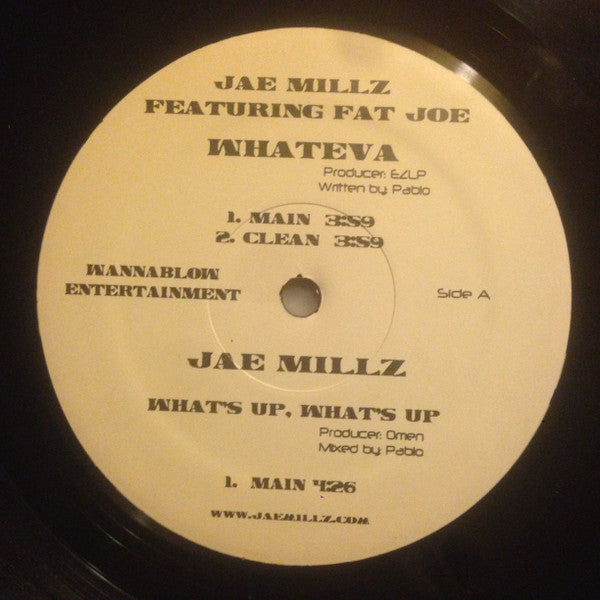 JAE MILLZ
FEATURING FAT JOE
WHATEVA
Producer: E/LP
Written by: Pablo
1. MAIN 3:59
2. CLEAN 3:59
WANNABLOW
ENTERTAINMENT
Side A
JAE MILLZ
WHAT'S UP, WHAT'S UP
Producer: Omen
Mixed by: Pablo
1. MAIN 4:26
WWW.JAEMILLZ.COM